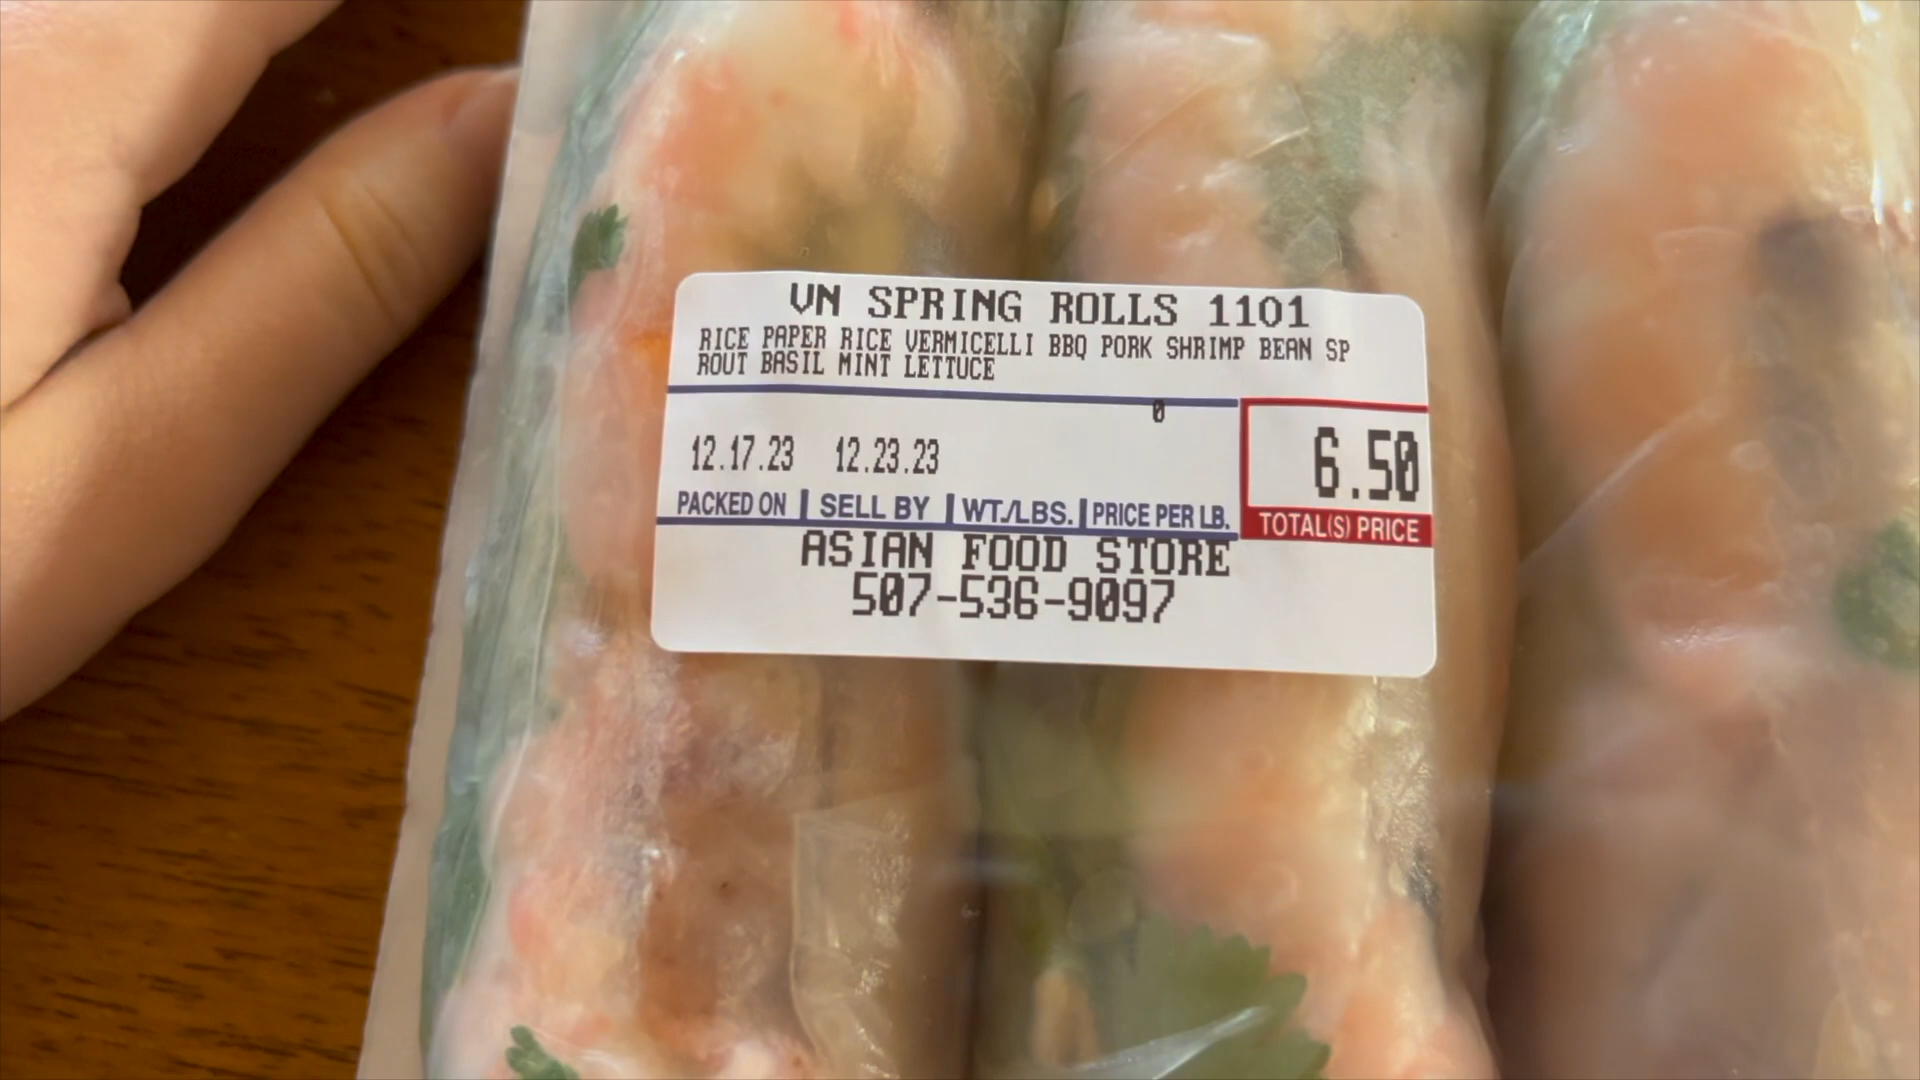 VN SPRING ROLLS 1101
RICE PAPER RICE VERMICELLI BBQ PORK SHRIMP BEAN SP
ROUT BASIL MINT LETTUCE
0
12.17.23 12.23.23 6.50
PACKED ON SELL BY WT./LBS. PRICE PER LB. TOTAL(S) PRICE
ASIAN FOOD STORE
507-536-9097